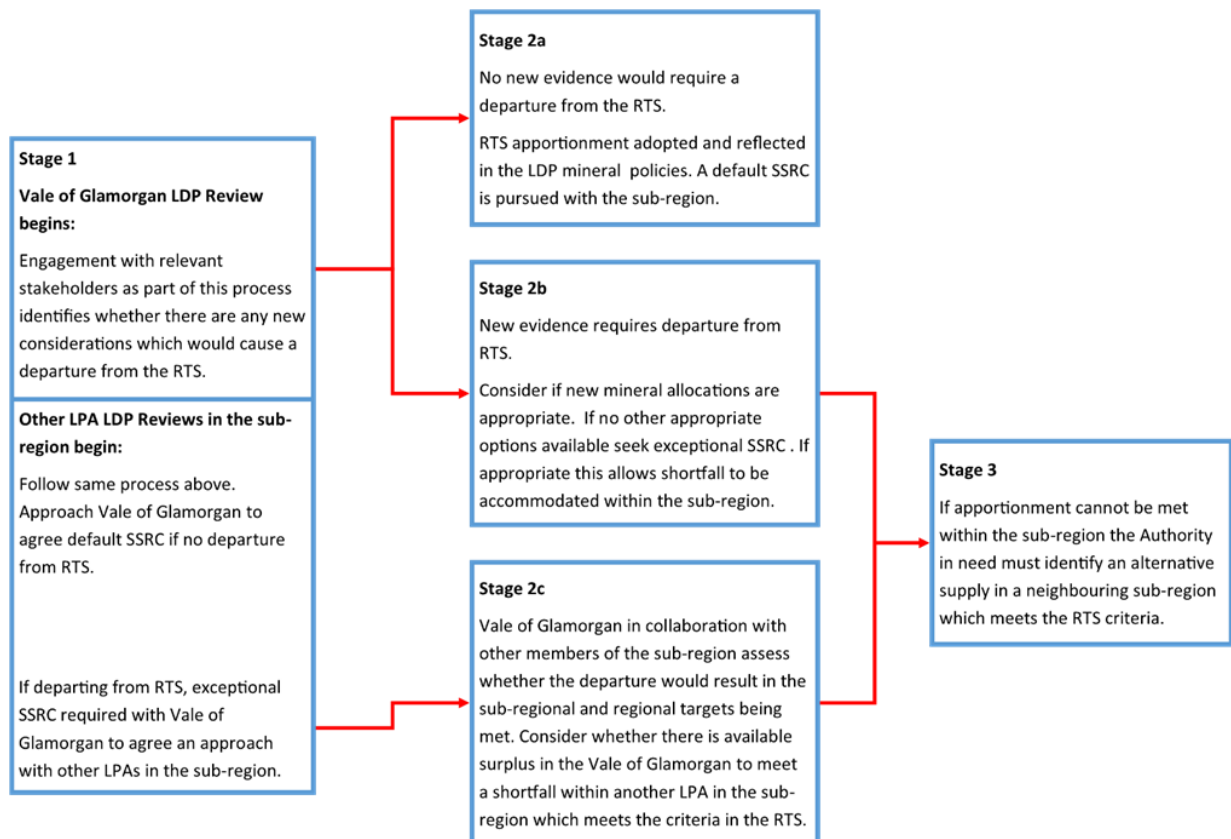 Stage 1
Vale of Glamorgan LDP Review
begins:
Engagement with relevant
stakeholders as part of this process
identifies whether there are any new
considerations which would cause a
departure from the RTS.
Other LPA LDP Reviews in the sub-
region begin:
Follow same process above.
Approach Vale of Glamorgan to
agree default SSRC if no departure
from RTS.
If departing from RTS, exceptional
SSRC required with Vale of
Glamorgan to agree an approach
with other LPAs in the sub-region.
Stage 2a
No new evidence would require a
departure from the RTS.
RTS apportionment adopted and reflected
in the LDP mineral  policies. A default SSRC
is pursued with the sub-region.
Stage 2b
New evidence requires departure from
RTS.
Consider if new mineral allocations are
appropriate.  If no other appropriate
options available seek exceptional SSRC . If
appropriate this allows shortfall to be
accommodated within the sub-region.
Stage 2c
Vale of Glamorgan in collaboration with
other members of the sub-region assess
whether the departure would result in the
sub-regional and regional targets being
met. Consider whether there is available
surplus in the Vale of Glamorgan to meet
a shortfall within another LPA in the sub-
region which meets the criteria in the RTS.
Stage 3
If apportionment cannot be met
within the sub-region the Authority
in need must identify an alternative
supply in a neighbouring sub-region
which meets the RTS criteria.